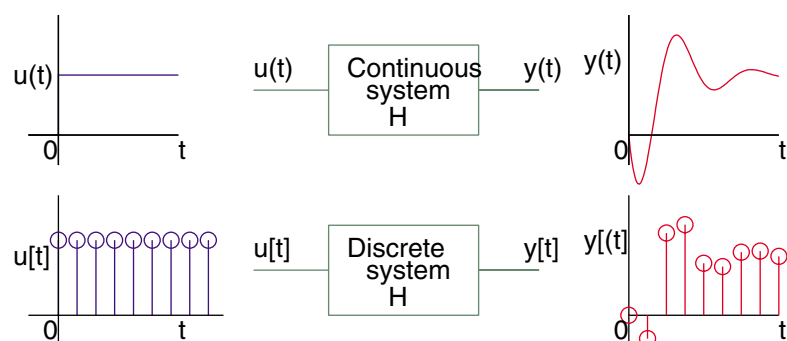 u(t)
0
t
u(t)
Continuous
system
H
y(t)
y(t)
0
t
u[t]
0
t
u[t]
Discrete
system
H
y[t]
y[(t]
0
t